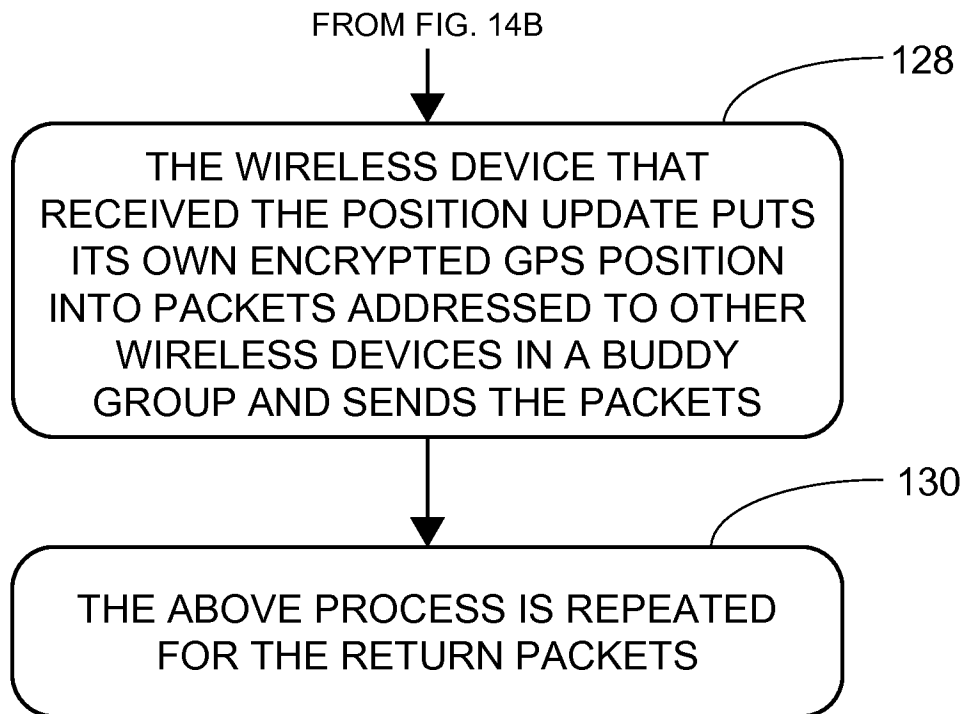 FROM FIG. 14B
128
THE WIRELESS DEVICE THAT
RECEIVED THE POSITION UPDATE PUTS
ITS OWN ENCRYPTED GPS POSITION
INTO PACKETS ADDRESSED TO OTHER
WIRELESS DEVICES IN A BUDDY
GROUP AND SENDS THE PACKETS
130
THE ABOVE PROCESS IS REPEATED
FOR THE RETURN PACKETS